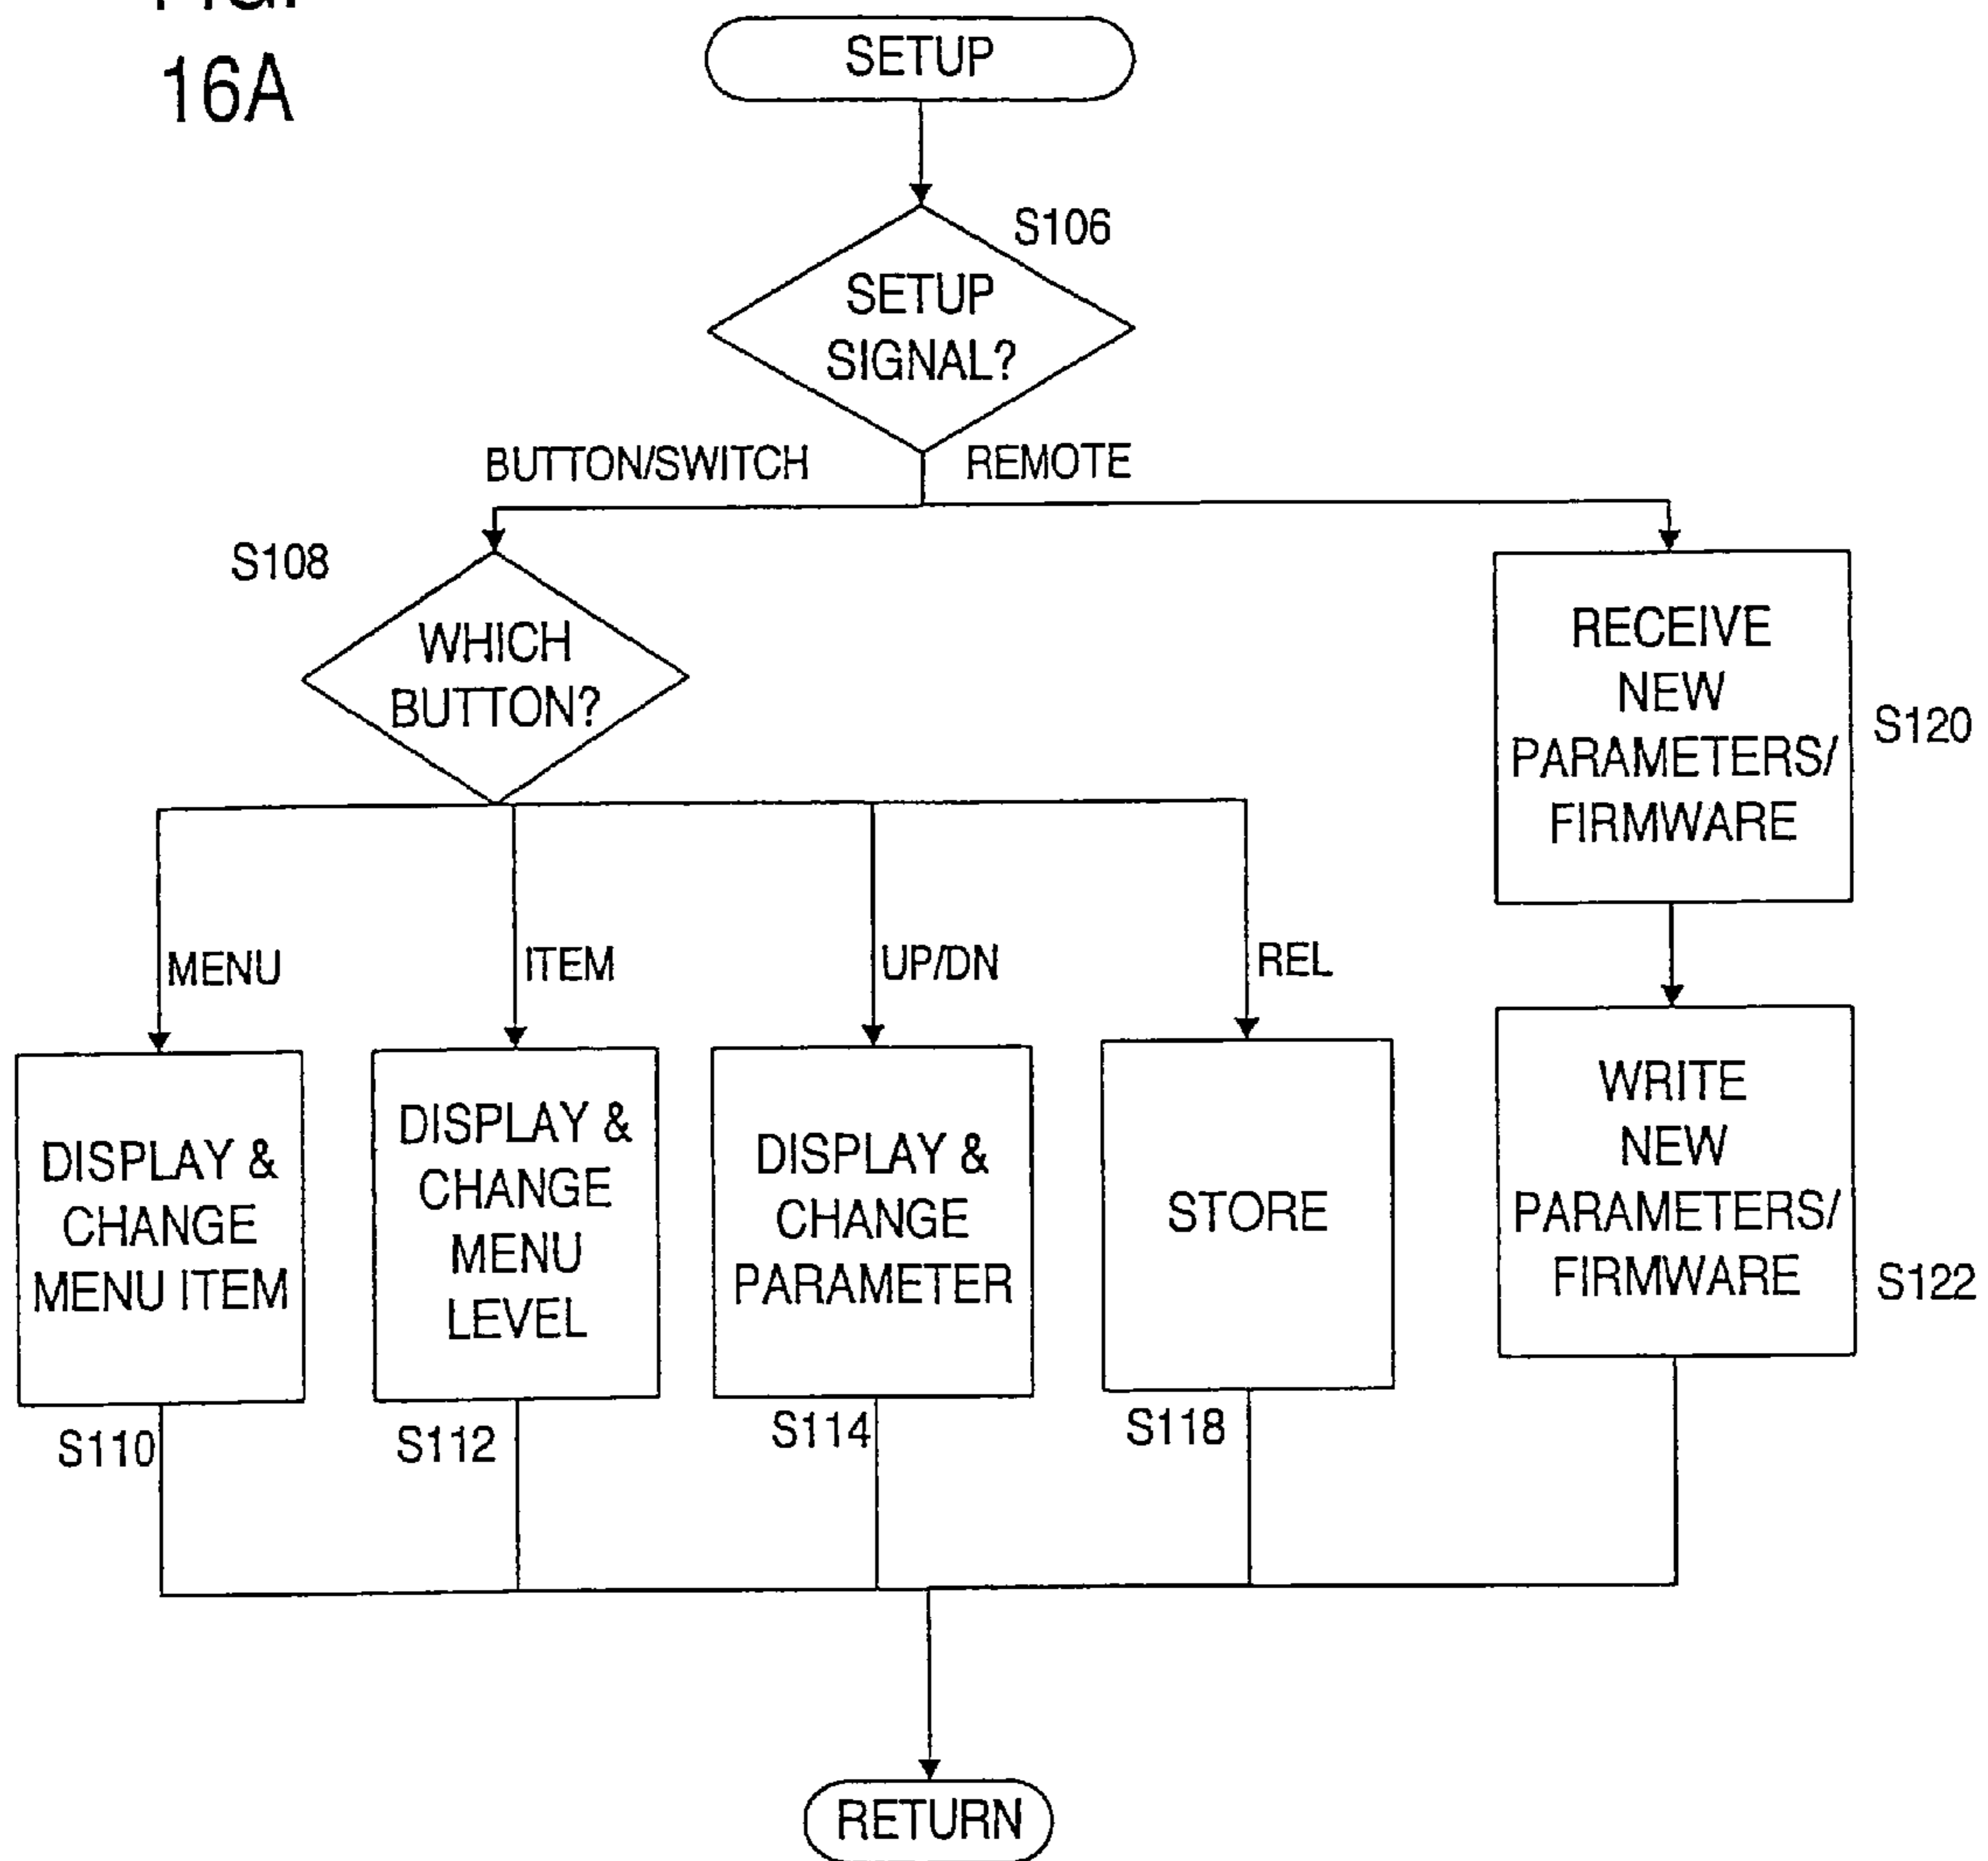 16A
SETUP
S106
SETUP
SIGNAL?
BUTTON/SWITCH
REMOTE
S108
WHICH
BUTTON?
RECEIVE
NEW
PARAMETERS/
FIRMWARE
S120
MENU
ITEM
UP/DN
REL
DISPLAY &
CHANGE
MENU ITEM
DISPLAY &
CHANGE
MENU
LEVEL
DISPLAY &
CHANGE
PARAMETER
STORE
WRITE
NEW
PARAMETERS/
FIRMWARE
S122
S110
S112
S114
S118
RETURN